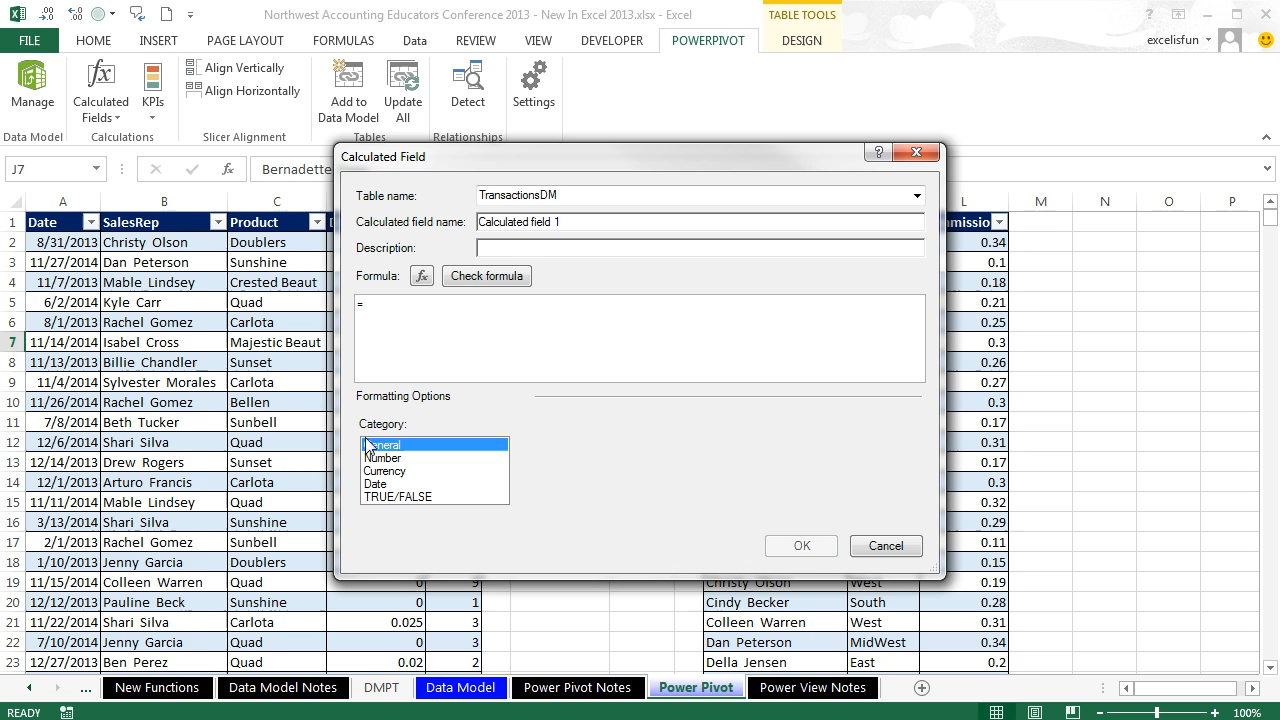 Northwest Accounting Educators Conference 2013 - New In Excel 2013.xlsx - Excel
TABLE TOOLS
FILE HOME INSERT PAGE LAYOUT FORMULAS Data REVIEW VIEW DEVELOPER POWERPIVOT DESIGN excelisfun
Align Vertically
Align Horizontally
Manage Calculated Fields KPIs Add to Data Model Update All Detect Settings
Data Model Calculations Slicer Alignment Tables Relationships
J7 fx Bernadette
Calculated Field
Table name: TransactionsDM
Calculated field name: Calculated field 1
Description:
Formula: fx Check formula
=
Formatting Options
Category:
General
Number
Currency
Date
TRUE/FALSE
OK Cancel
A B C L M N O P
1 Date SalesRep Product
2 8/31/2013 Christy Olson Doublers 0.34
3 11/27/2014 Dan Peterson Sunshine 0.1
4 11/7/2013 Mable Lindsey Crested Beaut 0.18
5 6/2/2014 Kyle Carr Quad 0.21
6 8/1/2013 Rachel Gomez Carlota 0.25
7 11/14/2014 Isabel Cross Majestic Beaut 0.3
8 11/13/2013 Billie Chandler Sunset 0.26
9 11/4/2014 Sylvester Morales Carlota 0.27
10 11/26/2014 Rachel Gomez Bellen 0.3
11 7/8/2014 Beth Tucker Sunbell 0.17
12 12/6/2014 Shari Silva Quad 0.31
13 12/14/2013 Drew Rogers Sunset 0.17
14 12/1/2013 Arturo Francis Carlota 0.3
15 11/11/2014 Mable Lindsey Quad 0.32
16 3/13/2014 Shari Silva Sunshine 0.29
17 2/1/2013 Rachel Gomez Sunbell 0.11
18 1/10/2013 Jenny Garcia Doublers 0.15
19 11/15/2014 Colleen Warren Quad 0 9 Christy Olson West 0.19
20 12/12/2013 Pauline Beck Sunshine 0 1 Cindy Becker South 0.28
21 11/22/2014 Shari Silva Carlota 0.025 3 Colleen Warren West 0.31
22 7/10/2014 Jenny Garcia Quad 0 3 Dan Peterson MidWest 0.34
23 12/27/2013 Ben Perez Quad 0.02 2 Della Jensen East 0.2
... New Functions Data Model Notes DMPT Data Model Power Pivot Notes Power Pivot Power View Notes
READY 100%